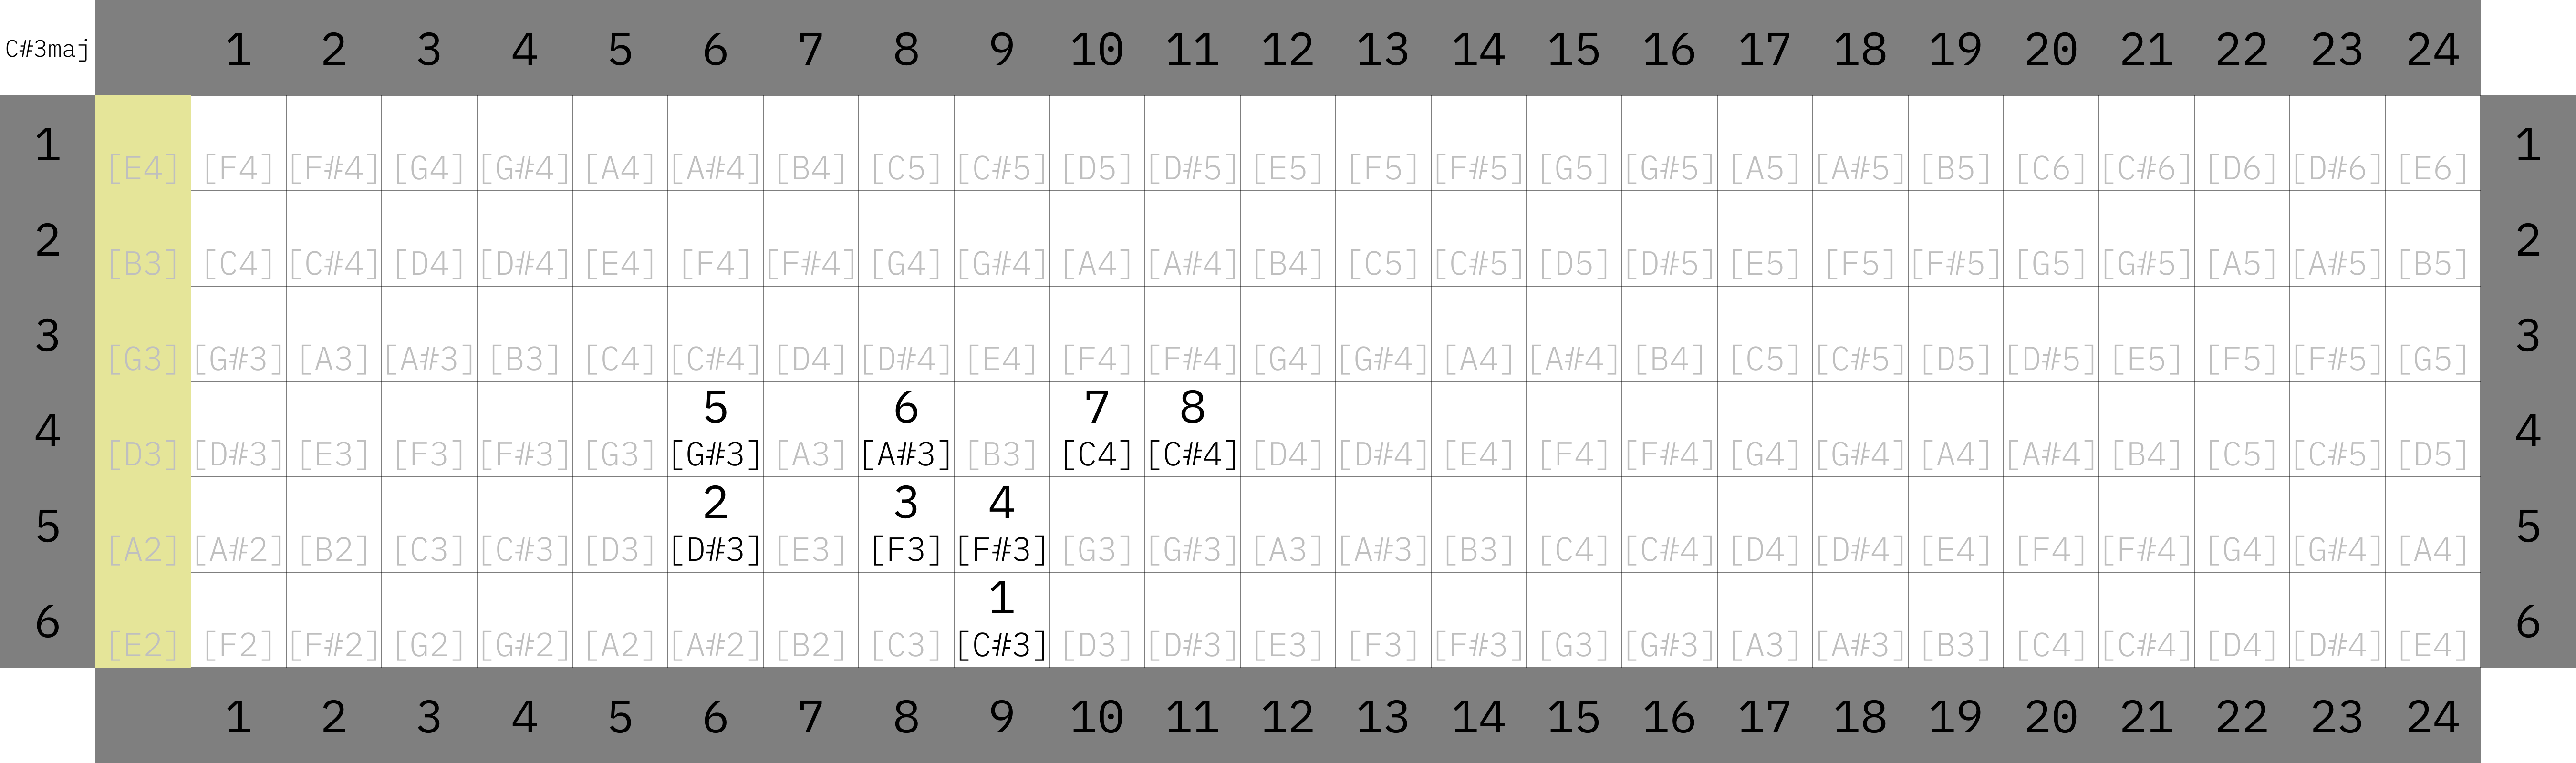 C#3maj 1 2 3 4 5 6 7 8 9 10 11 12 13 14 15 16 17 18 19 20 21 22 23 24
1 [E4] [F4] [F#4] [G4] [G#4] [A4] [A#4] [B4] [C5] [C#5] [D5] [D#5] [E5] [F5] [F#5] [G5] [G#5] [A5] [A#5] [B5] [C6] [C#6] [D6] [D#6] [E6] 1
2 [B3] [C4] [C#4] [D4] [D#4] [E4] [F4] [F#4] [G4] [G#4] [A4] [A#4] [B4] [C5] [C#5] [D5] [D#5] [E5] [F5] [F#5] [G5] [G#5] [A5] [A#5] [B5] 2
3 [G3] [G#3] [A3] [A#3] [B3] [C4] [C#4] [D4] [D#4] [E4] [F4] [F#4] [G4] [G#4] [A4] [A#4] [B4] [C5] [C#5] [D5] [D#5] [E5] [F5] [F#5] [G5] 3
5 6 7 8
4 [D3] [D#3] [E3] [F3] [F#3] [G3] [G#3] [A3] [A#3] [B3] [C4] [C#4] [D4] [D#4] [E4] [F4] [F#4] [G4] [G#4] [A4] [A#4] [B4] [C5] [C#5] [D5] 4
2 3 4
5 [A2] [A#2] [B2] [C3] [C#3] [D3] [D#3] [E3] [F3] [F#3] [G3] [G#3] [A3] [A#3] [B3] [C4] [C#4] [D4] [D#4] [E4] [F4] [F#4] [G4] [G#4] [A4] 5
1
6 [E2] [F2] [F#2] [G2] [G#2] [A2] [A#2] [B2] [C3] [C#3] [D3] [D#3] [E3] [F3] [F#3] [G3] [G#3] [A3] [A#3] [B3] [C4] [C#4] [D4] [D#4] [E4] 6
1 2 3 4 5 6 7 8 9 10 11 12 13 14 15 16 17 18 19 20 21 22 23 24